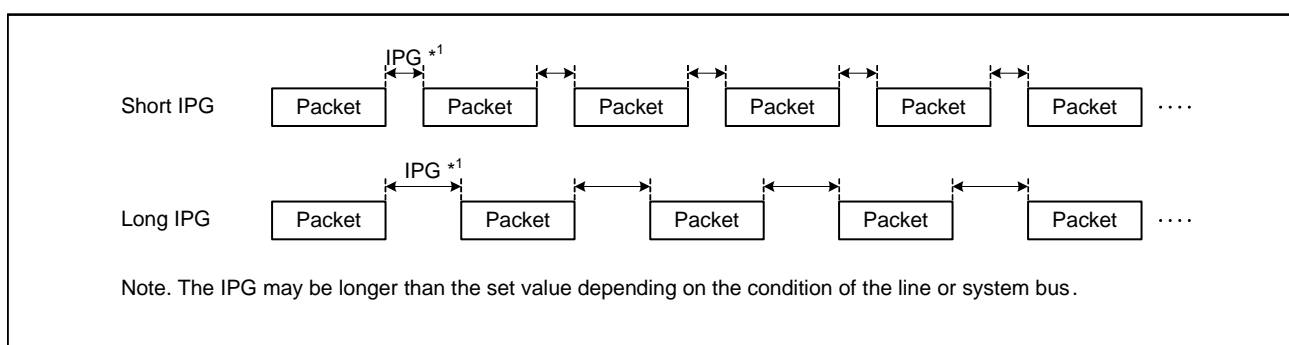 IPG *1
Short IPG Packet Packet Packet Packet Packet Packet ....
IPG *1
Long IPG Packet Packet Packet Packet Packet ....
Note. The IPG may be longer than the set value depending on the condition of the line or system bus.